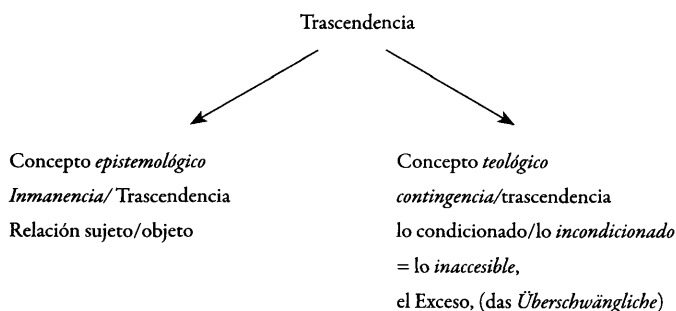 Trascendencia
Concepto epistemológico
Inmanencia/ Trascendencia
Relación sujeto/objeto
Concepto teológico
contingencia/trascendencia
lo condicionado/lo incondicionado
= lo inaccesible,
el Exceso, (das Überschwängliche)